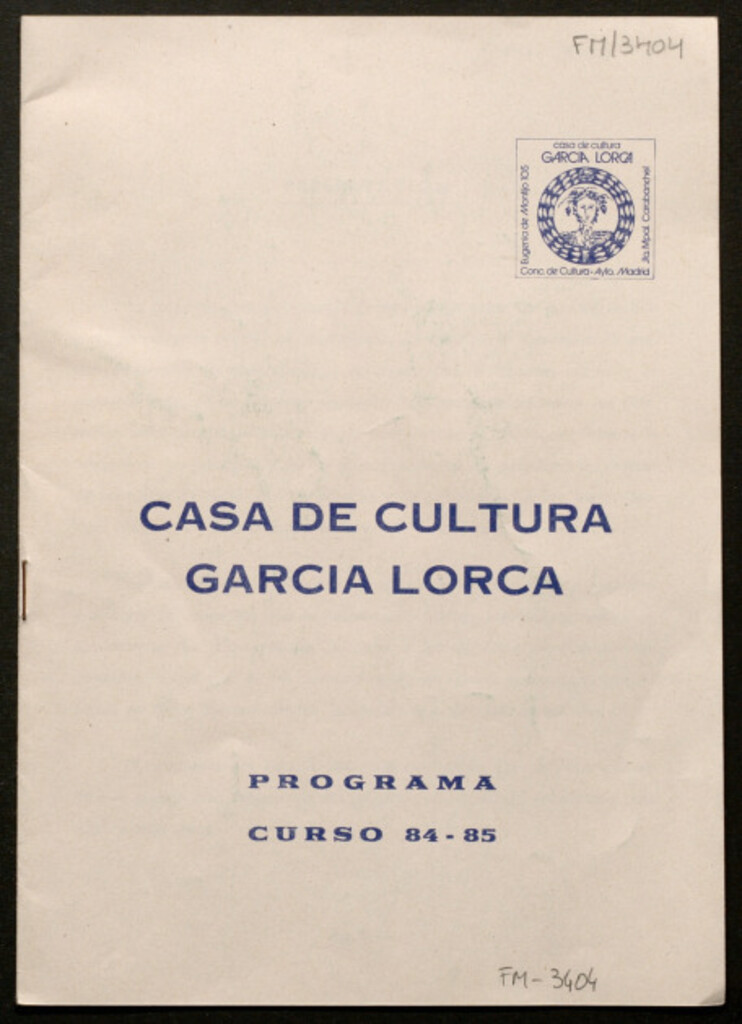 FM/3404
casa de cultura
GARCIA LORCA
Eugenia de Montijo 105
Jta. Mpal. Carabanchel
Conc. de Cultura - Ayto. Madrid
CASA DE CULTURA
GARCIA LORCA
PROGRAMA
CURSO 84-85
FM-3404